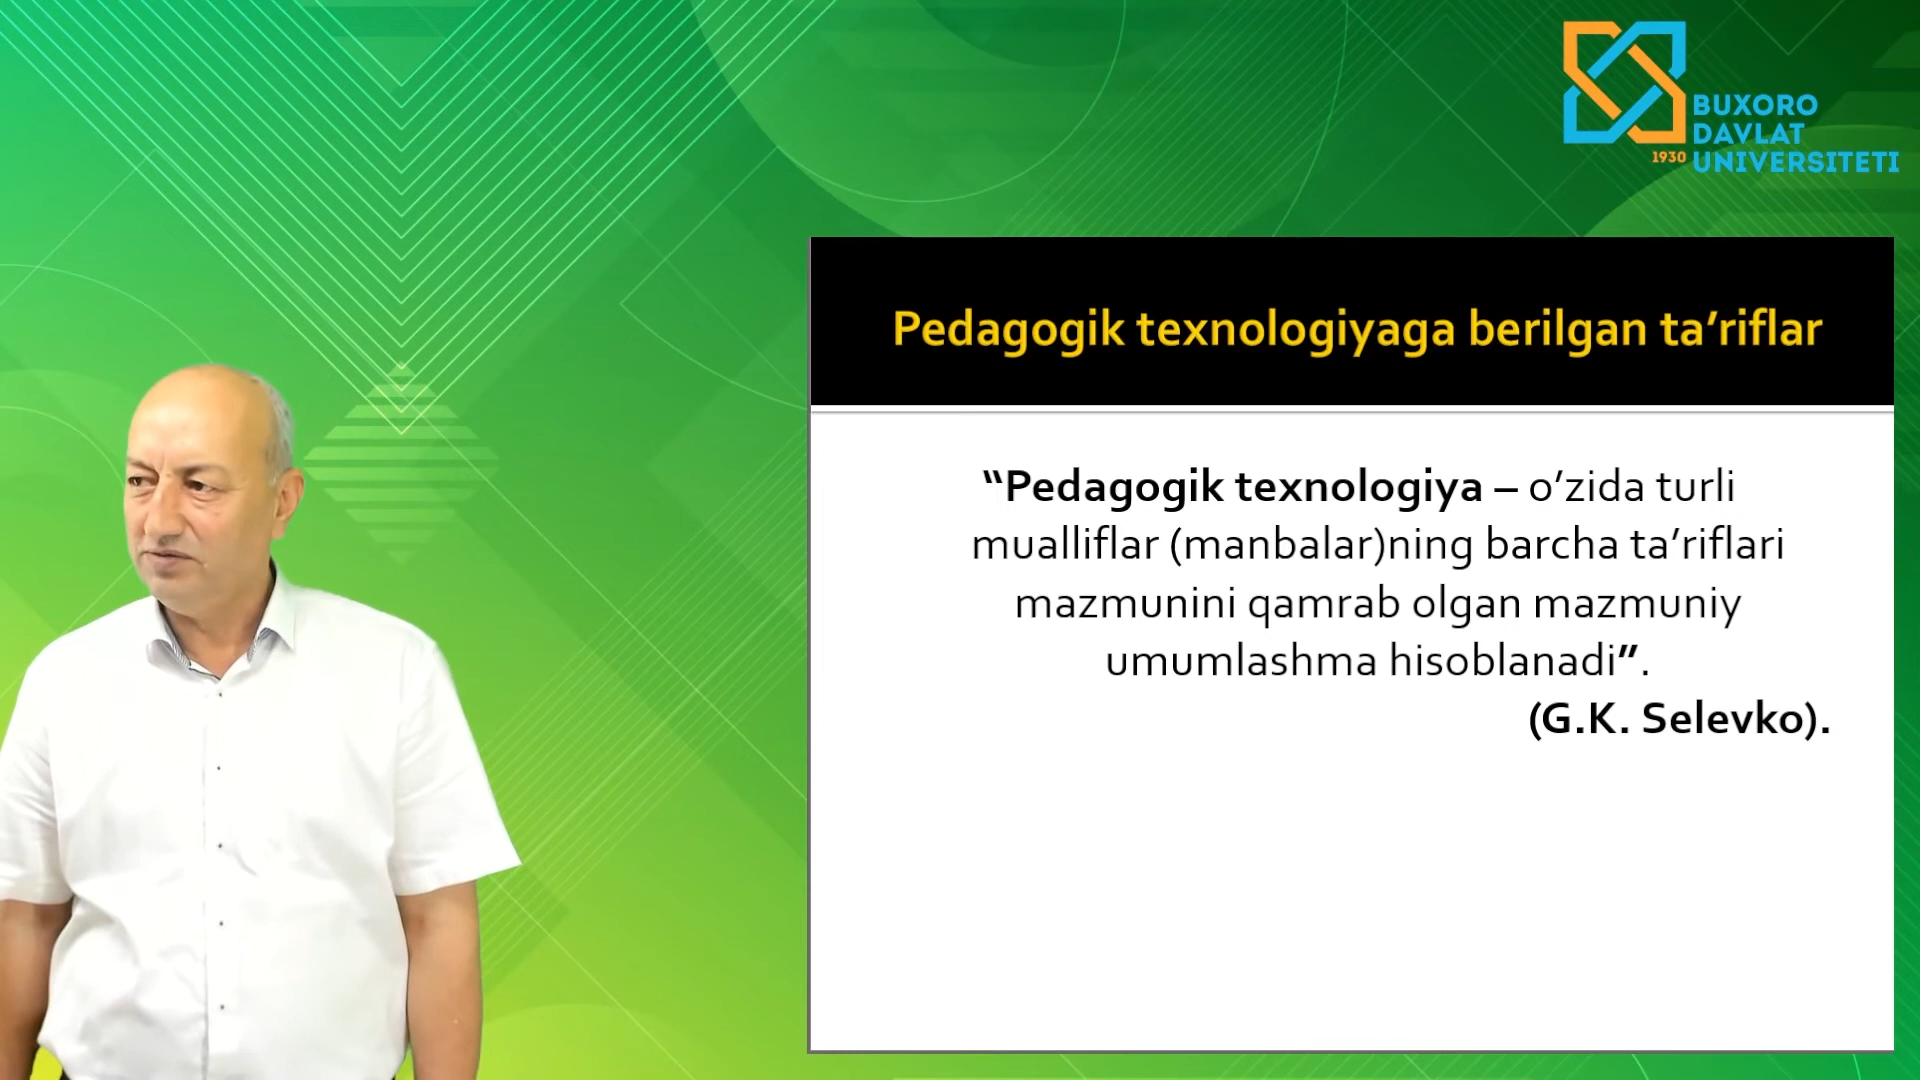 BUXORO
DAVLAT
1930 UNIVERSITETI
Pedagogik texnologiyaga berilgan ta’riflar
“Pedagogik texnologiya – o’zida turli
mualliflar (manbalar)ning barcha ta’riflari
mazmunini qamrab olgan mazmuniy
umumlashma hisoblanadi”.
(G.K. Selevko).